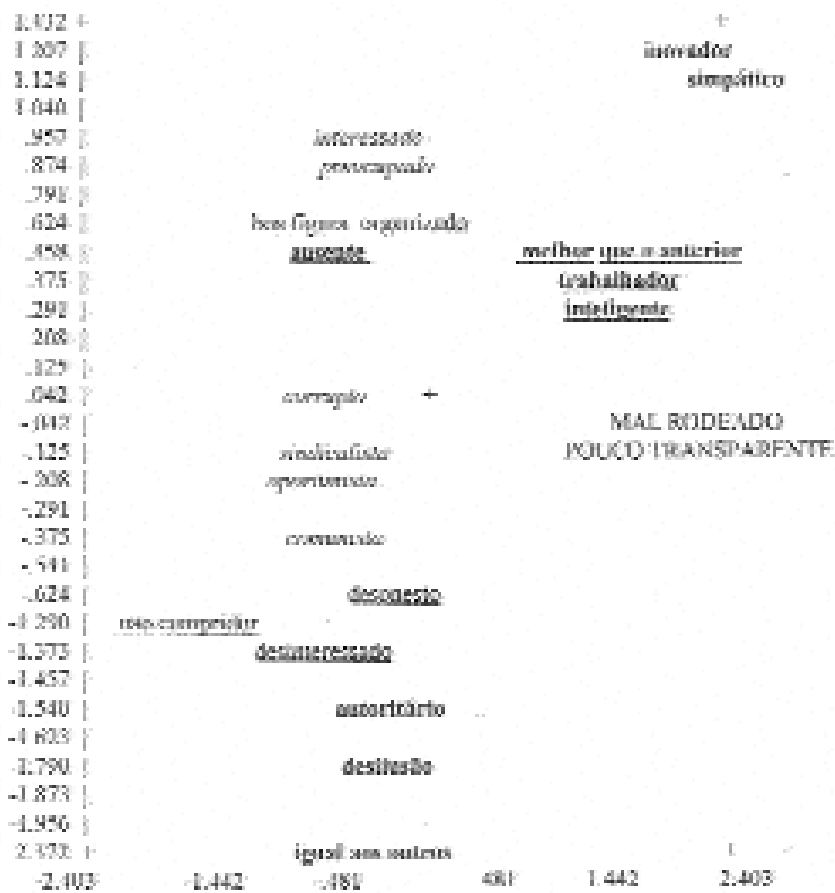 1.412 +
1.207 inovador
1.124 simpático
1.040
.957 interessado
.874 preocupado
.791
.624 boa figura organizado
.458 ausente melhor que o anterior
.375 trabalhador
.291 inteligente
.208
.125
.042 corrupto +
-.042 MAL RODEADO
-.125 sindicalista POUCO TRANSPARENTE
-.208 oportunista
-.291
-.375 comunista
-.541
-.624 desonesto
-1.290 não cumpridor
-1.373 desinteressado
-1.457
-1.540 autoritário
-1.623
-1.790 desilusão
-1.873
-1.956
igual aos outros
-2.403 -1.442 -.481 .481 1.442 2.403